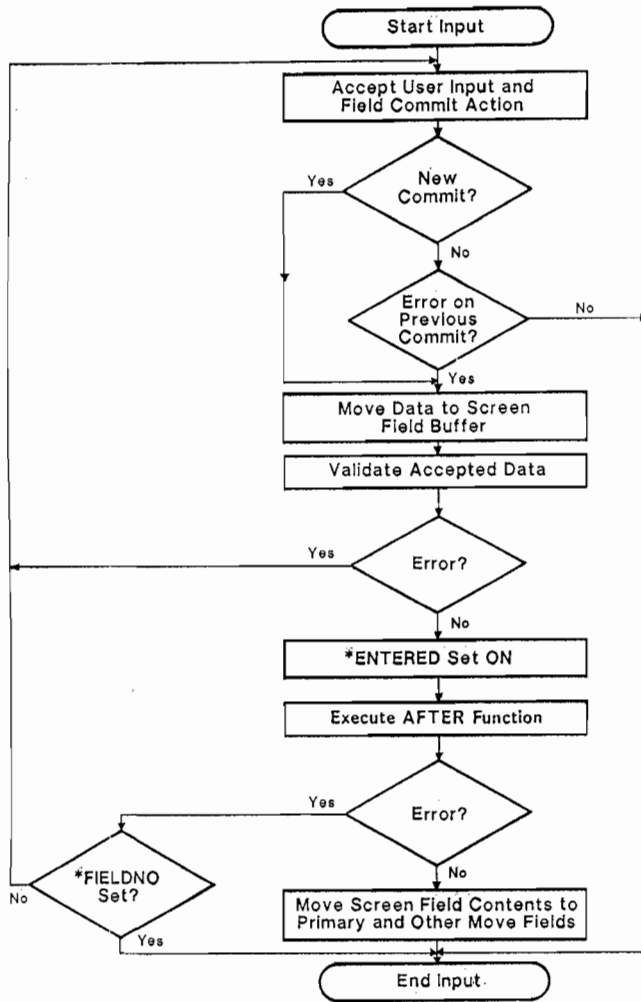 Start Input
Accept User Input and
Field Commit Action
Yes
New
Commit?
No
Error on
Previous
Commit?
No
Yes
Move Data to Screen
Field Buffer
Validate Accepted Data
Yes
Error?
No
*ENTERED Set ON
Execute AFTER Function
Yes
Error?
*FIELDNO
Set?
No
No
Move Screen Field Contents to
Primary and Other Move Fields
Yes
End Input